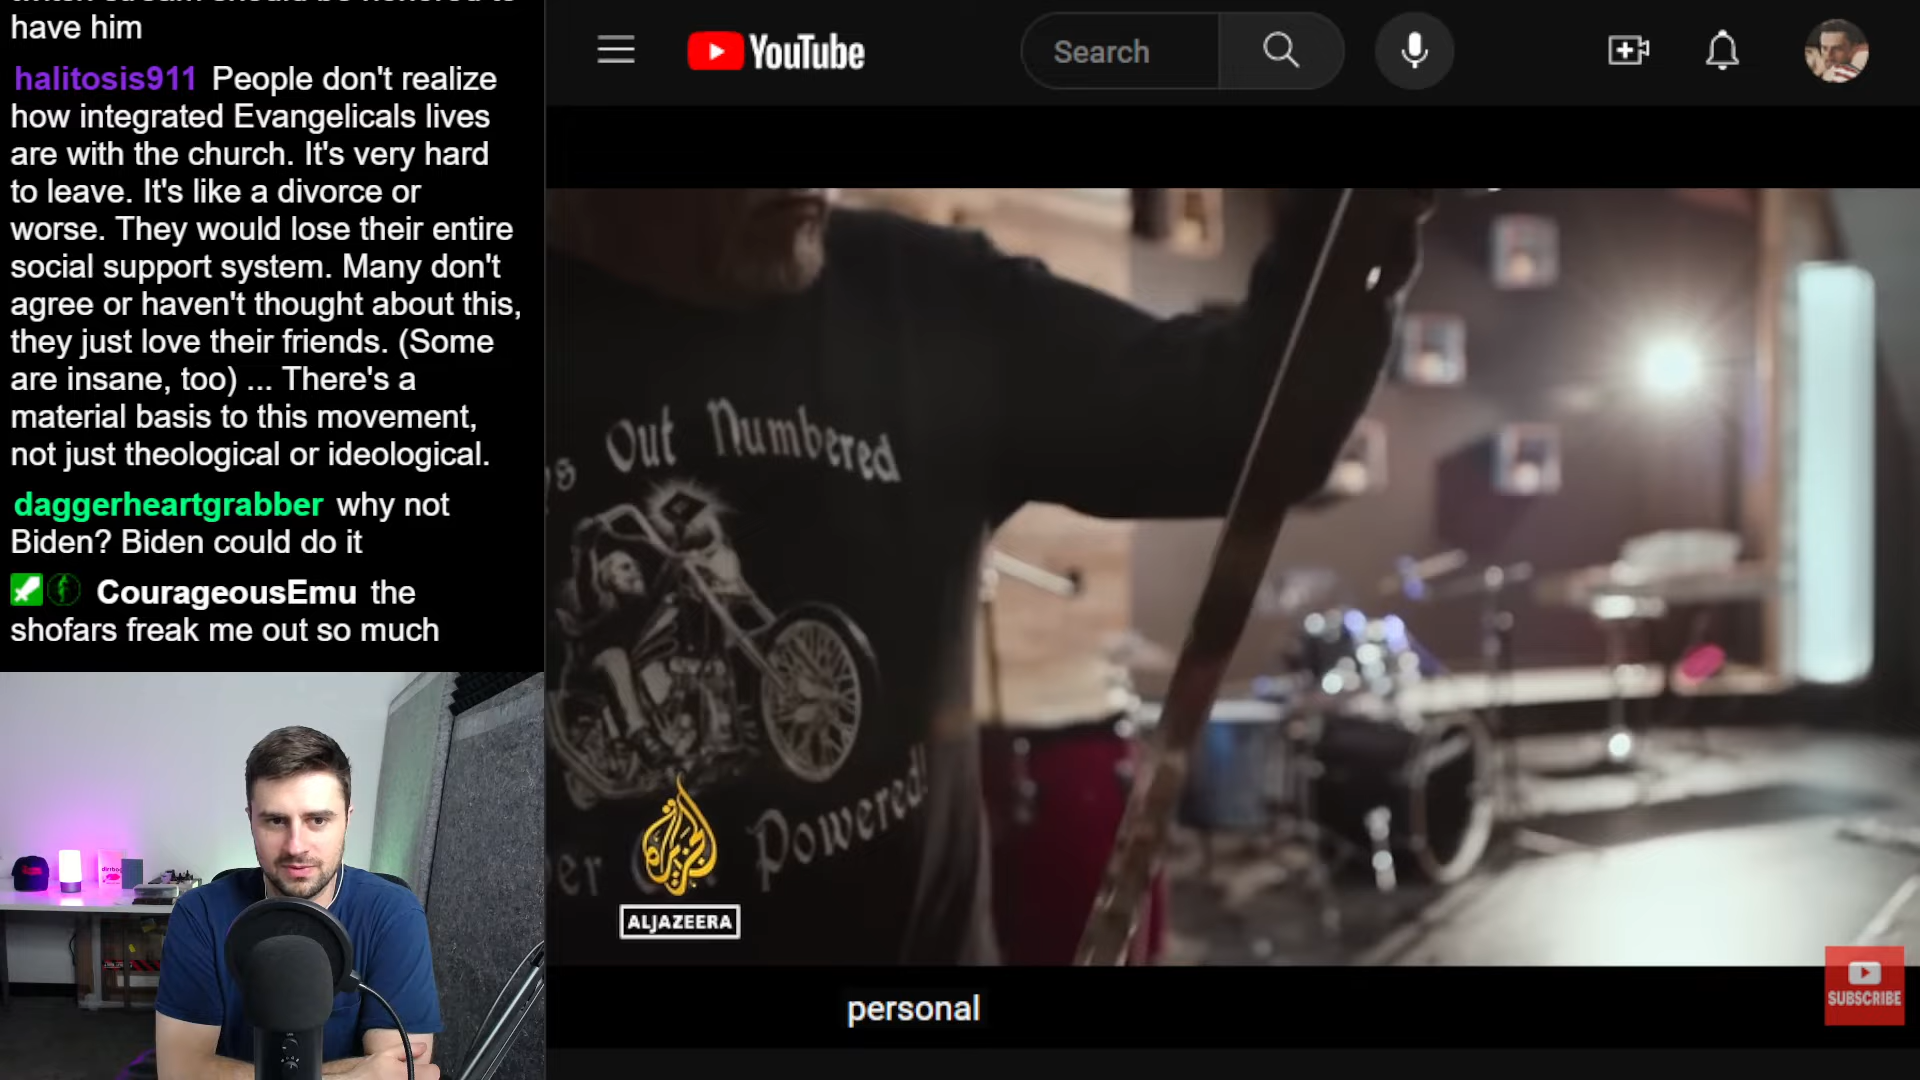 have him
halitosis911 People don't realize
how integrated Evangelicals lives
are with the church. It's very hard
to leave. It's like a divorce or
worse. They would lose their entire
social support system. Many don't
agree or haven't thought about this,
they just love their friends. (Some
are insane, too) ... There's a
material basis to this movement,
not just theological or ideological.
daggerheartgrabber why not
Biden? Biden could do it
CourageousEmu the
shofars freak me out so much
YouTube
Search
Out Numbered
Powered!
الجزيرة
ALJAZEERA
SUBSCRIBE
personal